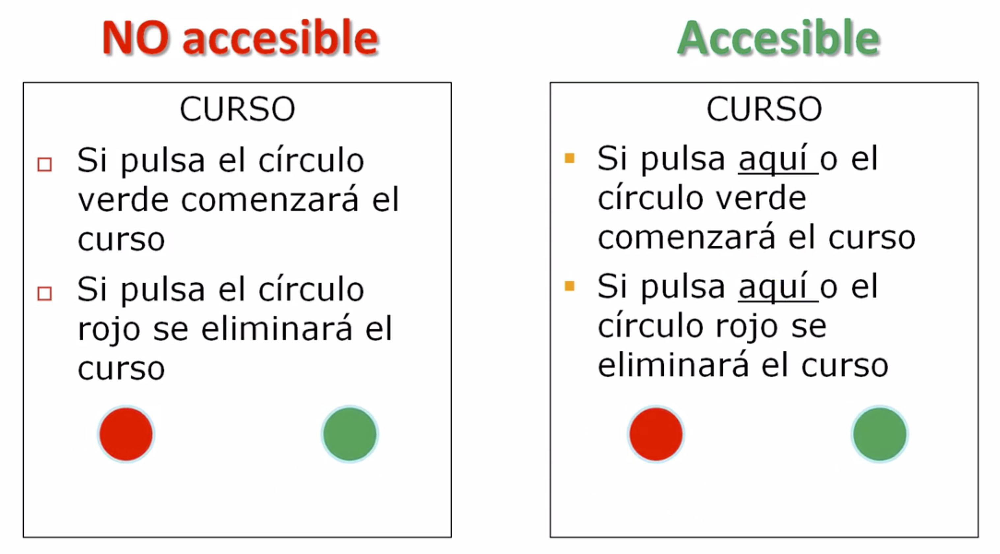 NO accesible
CURSO
Si pulsa el círculo
verde comenzará el
curso
Si pulsa el círculo
rojo se eliminará el
curso
Accesible
CURSO
Si pulsa aquí o el
círculo verde
comenzará el curso
Si pulsa aquí o el
círculo rojo se
eliminará el curso